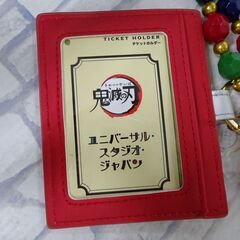 TICKET HOLDER
チケットホルダー
鬼滅の刃
ユニバーサル・
スタジオ・
ジャパン